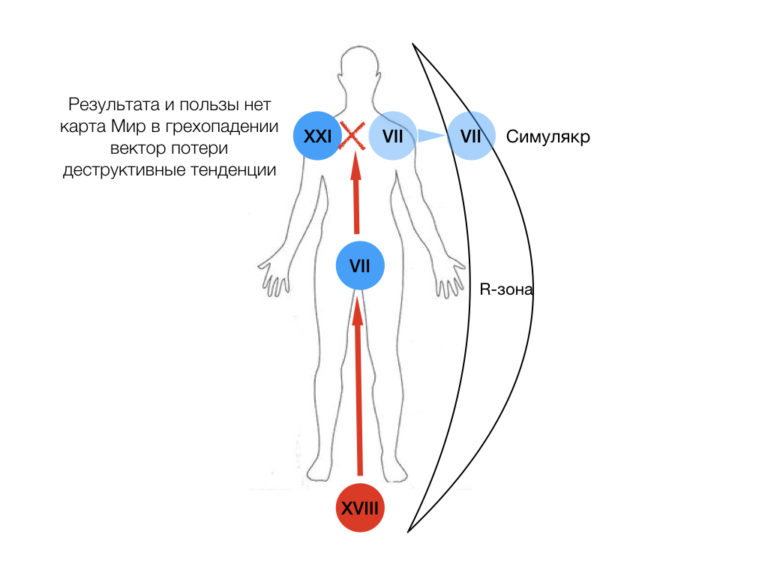 Результата и пользы нет
карта Мир в грехопадении
вектор потери
деструктивные тенденции
XXI
VII
VII
Симулякр
VII
R-зона
XVIII